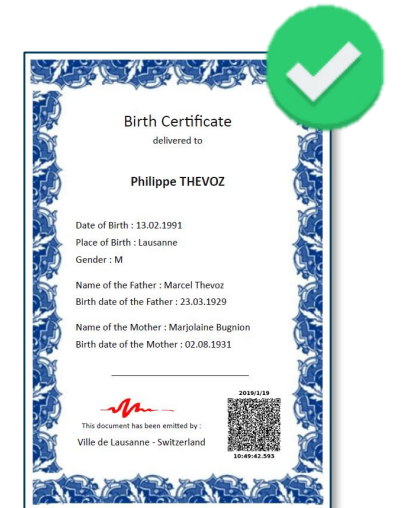 Birth Certificate
delivered to
Philippe THEVOZ
Date of Birth : 13.02.1991
Place of Birth : Lausanne
Gender : M
Name of the Father : Marcel Thevoz
Birth date of the Father : 23.03.1929
Name of the Mother : Marjolaine Bugnion
Birth date of the Mother : 02.08.1931
2019/1/19
This document has been emitted by :
Ville de Lausanne - Switzerland
10:49:42.593